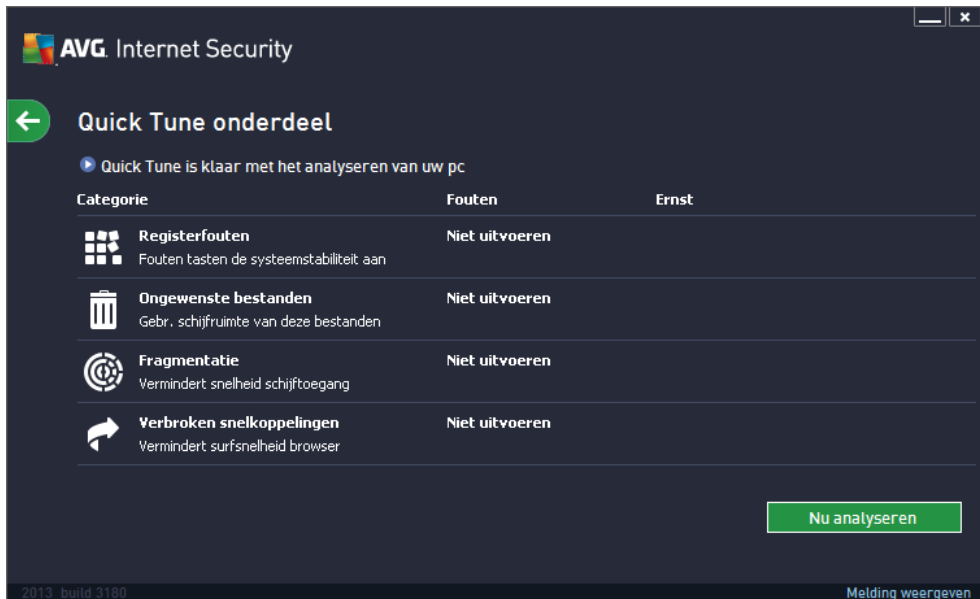 AVG. Internet Security
Quick Tune onderdeel
Quick Tune is klaar met het analyseren van uw pc
Categorie Fouten Ernst
Registerfouten Niet uitvoeren
Fouten tasten de systeemstabiliteit aan
Ongewenste bestanden Niet uitvoeren
Gebr. schijfruimte van deze bestanden
Fragmentatie Niet uitvoeren
Vermindert snelheid schijftoegang
Verbroken snelkoppelingen Niet uitvoeren
Vermindert surfsnelheid browser
Nu analyseren
2013 build 3180 Melding weergeven